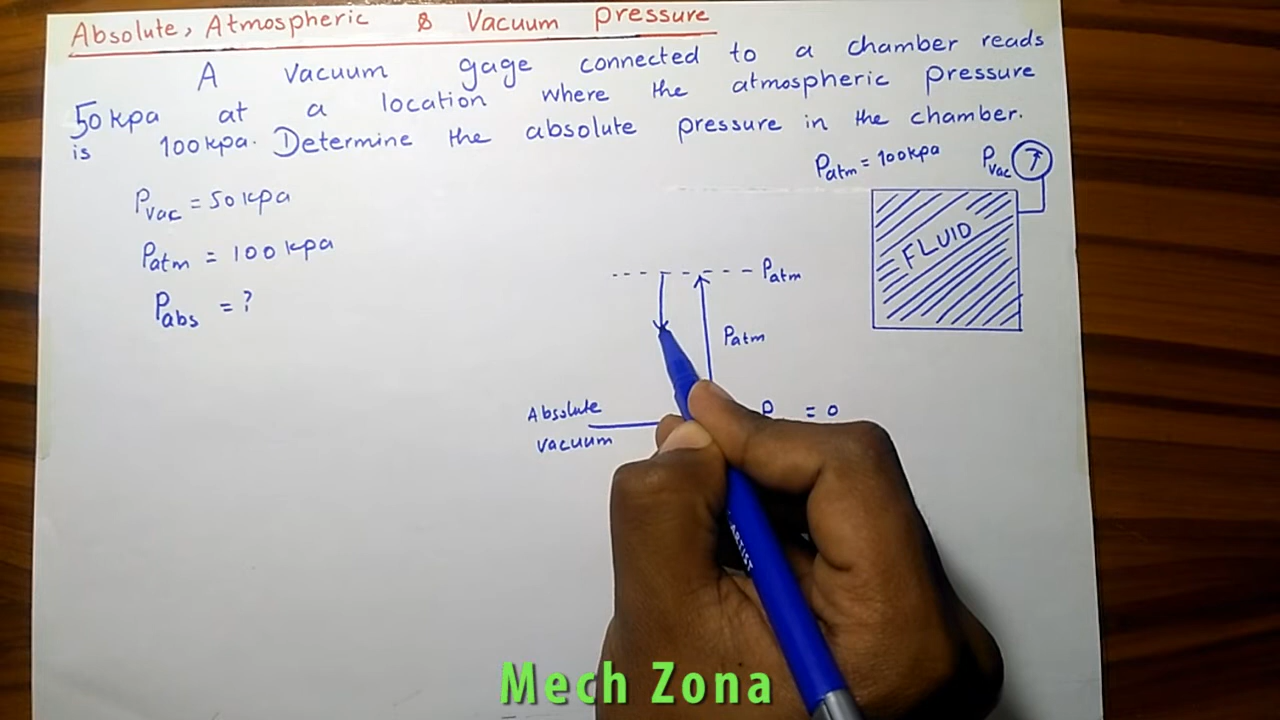 Absolute, Atmospheric & Vacuum pressure
A vacuum gage connected to a chamber reads
50 kpa at a location where the atmospheric pressure
is 100 kpa. Determine the absolute pressure in the chamber.
Patm = 100kpa Pvac
Pvac = 50 kpa
FLUID
Patm = 100 kpa
Patm
Pabs = ?
Patm
Absolute P = 0
vacuum
ARTIST
Mech Zona